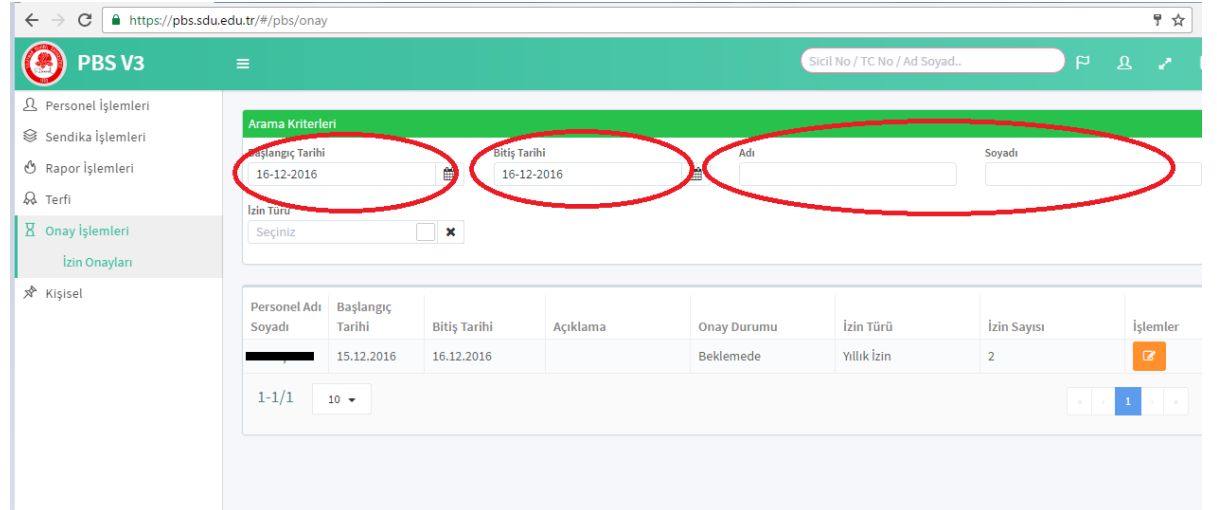 https://pbs.sdu.edu.tr/#/pbs/onay
PBS V3
Sicil No / TC No / Ad Soyad..
Personel İşlemleri
Sendika İşlemleri
Rapor İşlemleri
Terfi
Onay İşlemleri
İzin Onayları
Kişisel
Arama Kriterleri
Başlangıç Tarihi Bitiş Tarihi Adı Soyadı
16-12-2016 16-12-2016
İzin Türü
Seçiniz
Personel Adı Soyadı Başlangıç Tarihi Bitiş Tarihi Açıklama Onay Durumu İzin Türü İzin Sayısı İşlemler
15.12.2016 16.12.2016 Beklemede Yıllık İzin 2
1-1/1 10 1